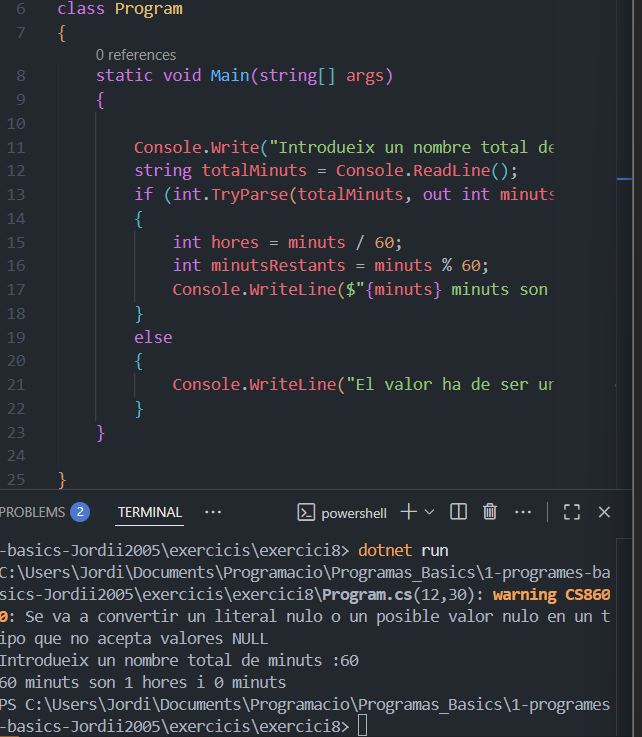 6 class Program
7 {
0 references
8 static void Main(string[] args)
9 {
10
11 Console.Write("Introdueix un nombre total de
12 string totalMinuts = Console.ReadLine();
13 if (int.TryParse(totalMinuts, out int minuts
14 {
15 int hores = minuts / 60;
16 int minutsRestants = minuts % 60;
17 Console.WriteLine($"{minuts} minuts son
18 }
19 else
20 {
21 Console.WriteLine("El valor ha de ser un
22 }
23 }
24
25 }
PROBLEMS 2 TERMINAL ··· powershell ···
-basics-Jordii2005\exercicis\exercici8> dotnet run
C:\Users\Jordi\Documents\Programacio\Programas_Basics\1-programes-ba
sics-Jordii2005\exercicis\exercici8\Program.cs(12,30): warning CS860
0: Se va a convertir un literal nulo o un posible valor nulo en un t
ipo que no acepta valores NULL
Introdueix un nombre total de minuts :60
60 minuts son 1 hores i 0 minuts
PS C:\Users\Jordi\Documents\Programacio\Programas_Basics\1-programes
-basics-Jordii2005\exercicis\exercici8>